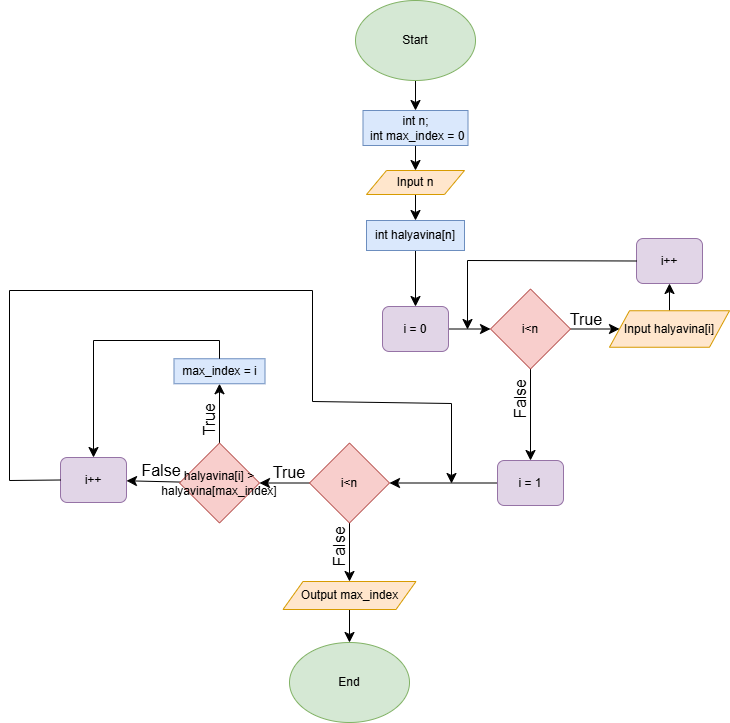 Start
int n;
int max_index = 0
Input n
int halyavina[n]
i++
i = 0
i<n
True
Input halyavina[i]
False
max_index = i
True
i++
False
halyavina[i] >
halyavina[max_index]
True
i<n
i = 1
False
Output max_index
End